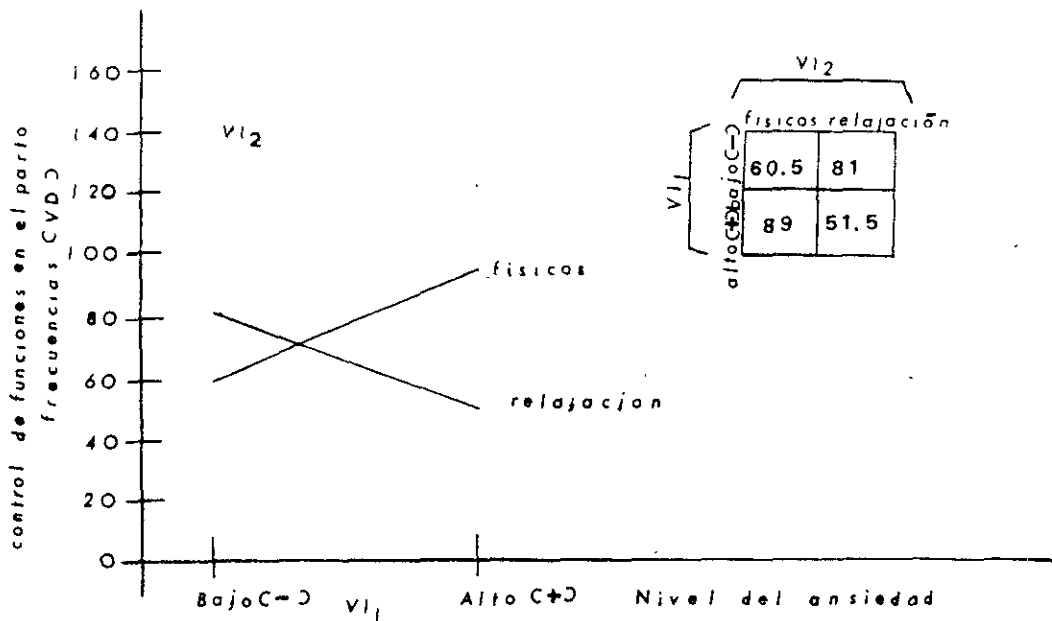 control de funciones en el parto
frecuencias (VD)
160
140
120
100
80
60
40
20
0
VI2
físicos
relajacion
Bajo (-)
VI1
Alto (+)
Nivel del ansiedad
VI2
físicos relajación
VI1
bajo (-)
alto (+)
60.5 81
89 51.5